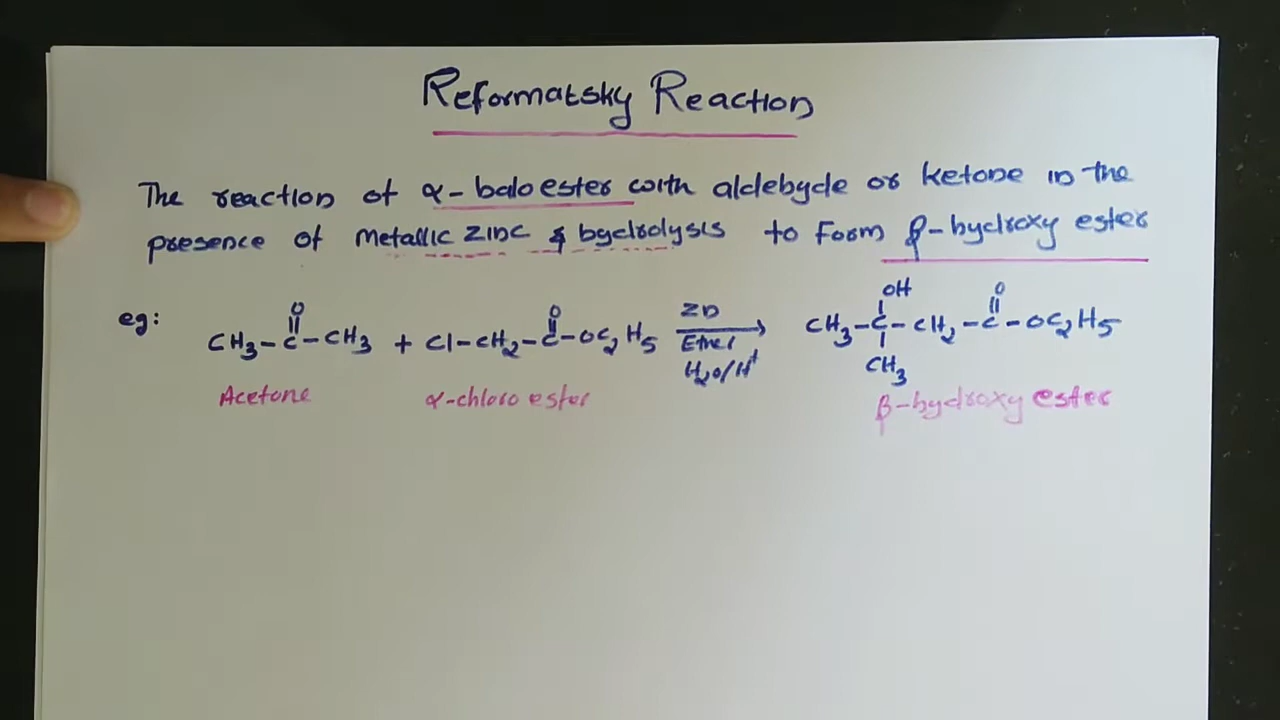 Reformatsky Reaction
The reaction of α-halo ester with aldehyde or ketone in the
presence of metallic zinc & hydrolysis to form β-hydroxy ester
eg: CH3-C(=O)-CH3 + Cl-CH2-C(=O)-OC2H5 Zn Ether H2O/H+ → CH3-C(OH)(CH3)-CH2-C(=O)-OC2H5
Acetone α-chloro ester β-hydroxy ester